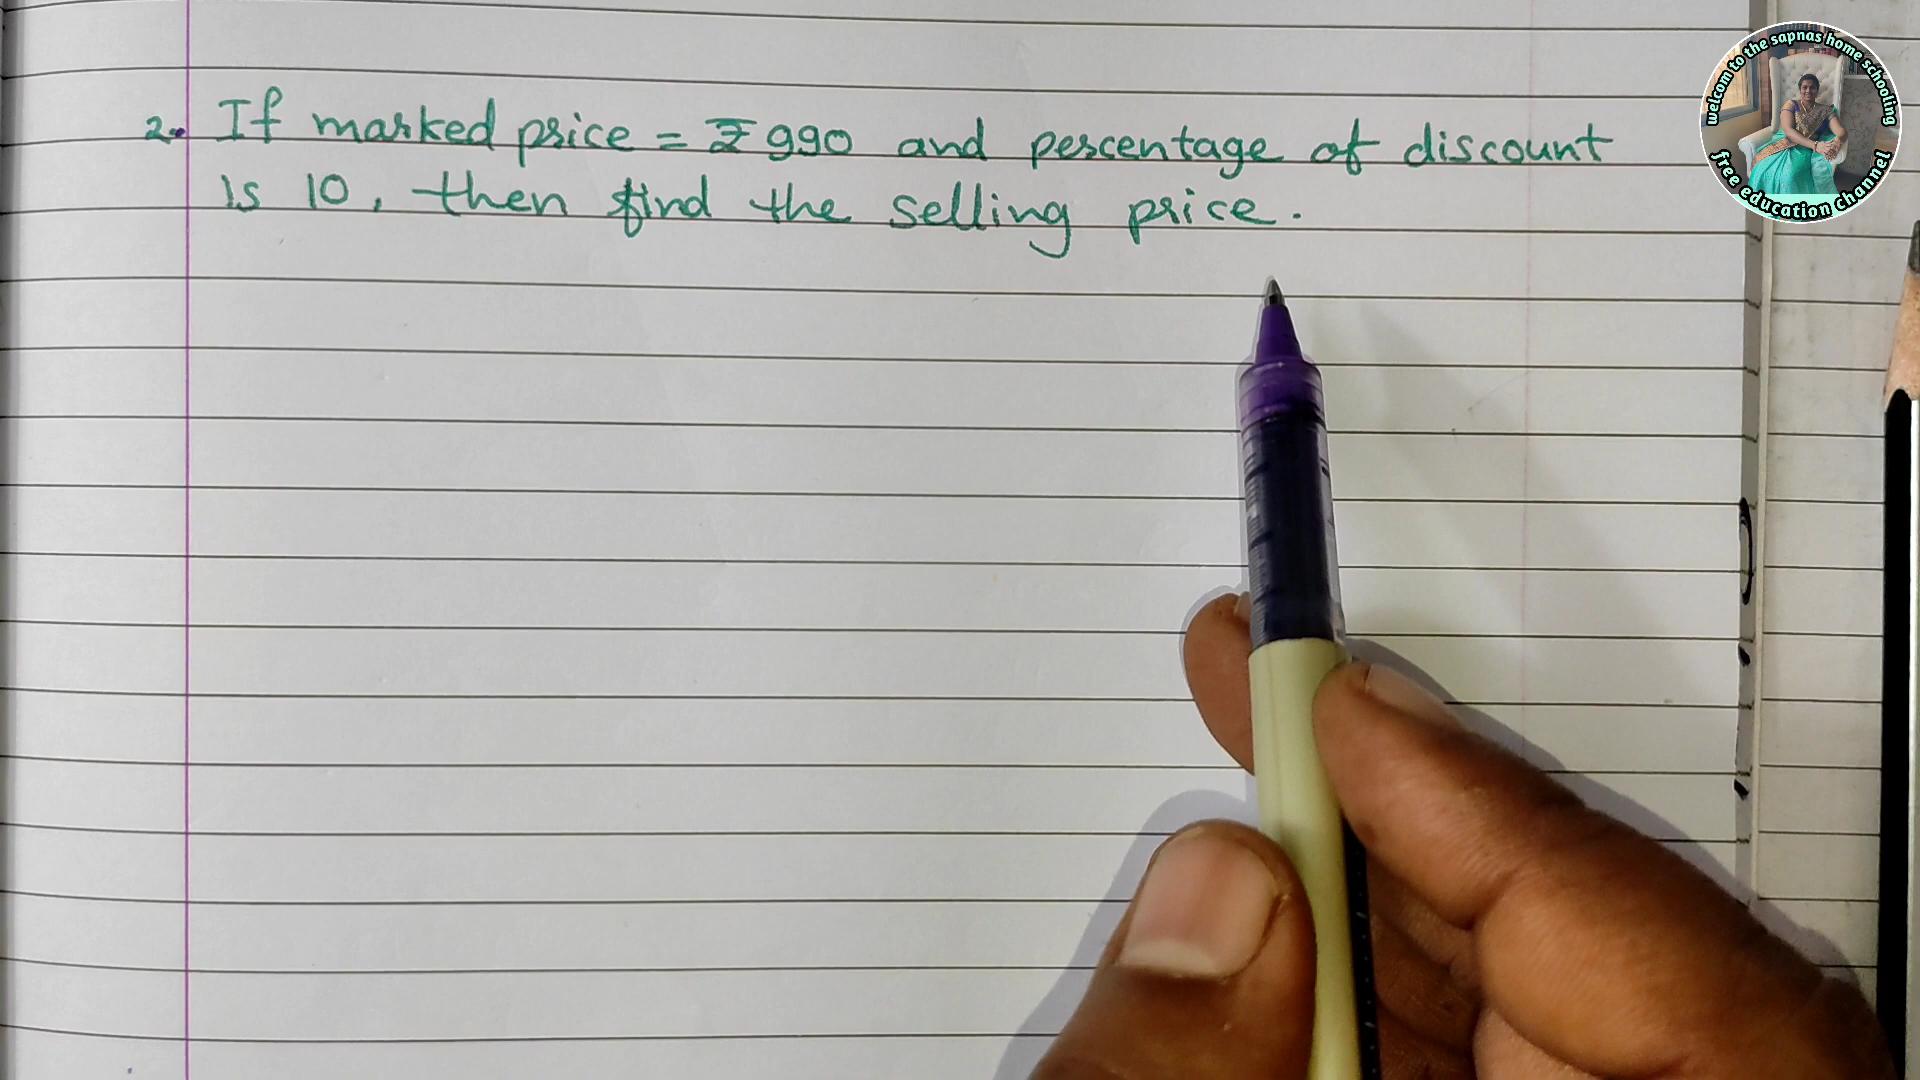 2. If marked price = ₹990 and percentage of discount
is 10, then find the selling price.
welcom to the sapnas home schooling
free education channel